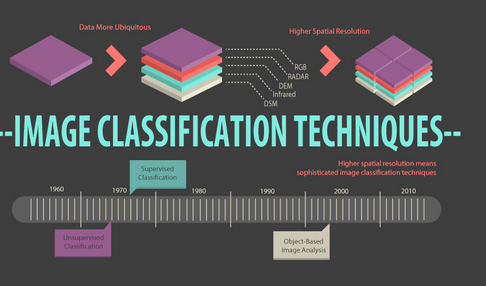 Data More Ubiquitous
Higher Spatial Resolution
RGB
RADAR
DEM
Infrared
DSM
--IMAGE CLASSIFICATION TECHNIQUES--
Higher spatial resolution means
sophisticated image classification techniques
Supervised
Classification
1960 1970 1980 1990 2000 2010
Unsupervised
Classification
Object-Based
Image Analysis